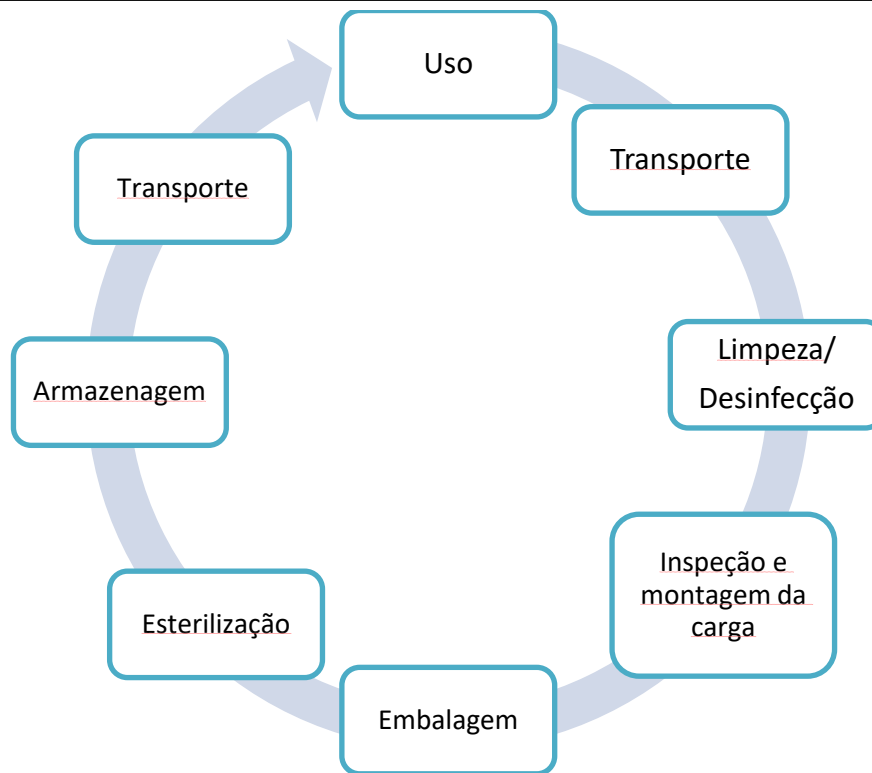 Uso
Transporte
Limpeza/
Desinfecção
Inspeção e
montagem da
carga
Embalagem
Esterilização
Armazenagem
Transporte